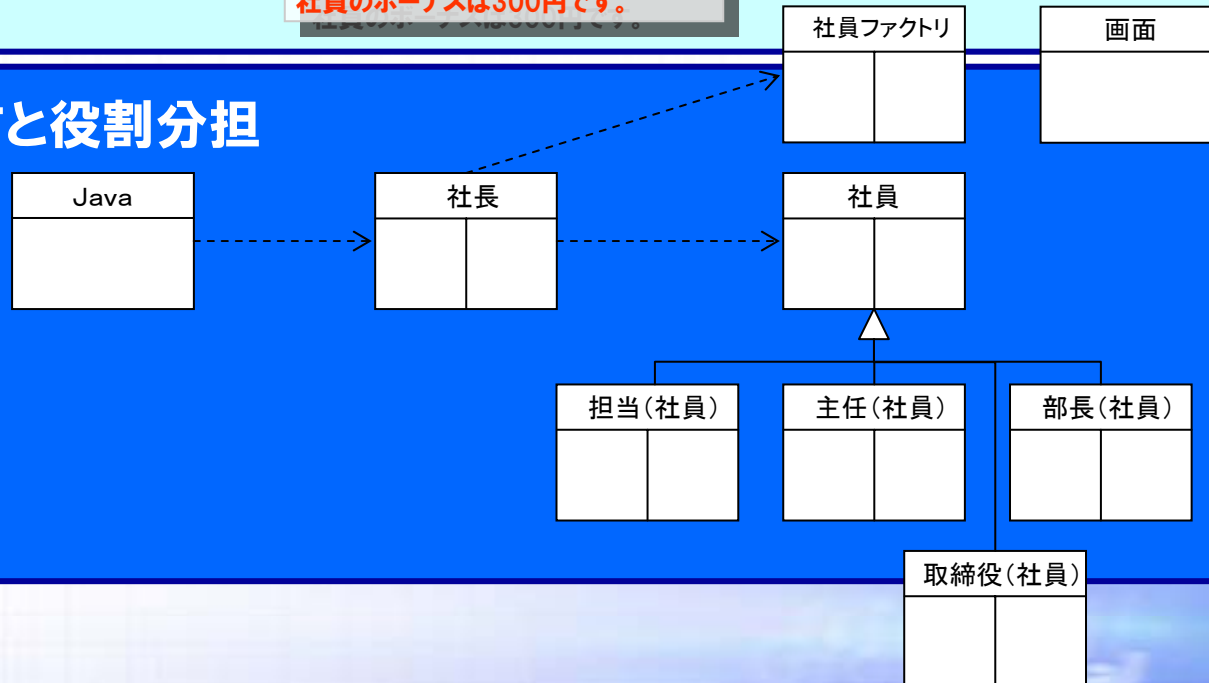 社員のボーナスは300円です。
社員ファクトリ
画面
と役割分担
Java
社長
社員
担当(社員)
主任(社員)
部長(社員)
取締役(社員)